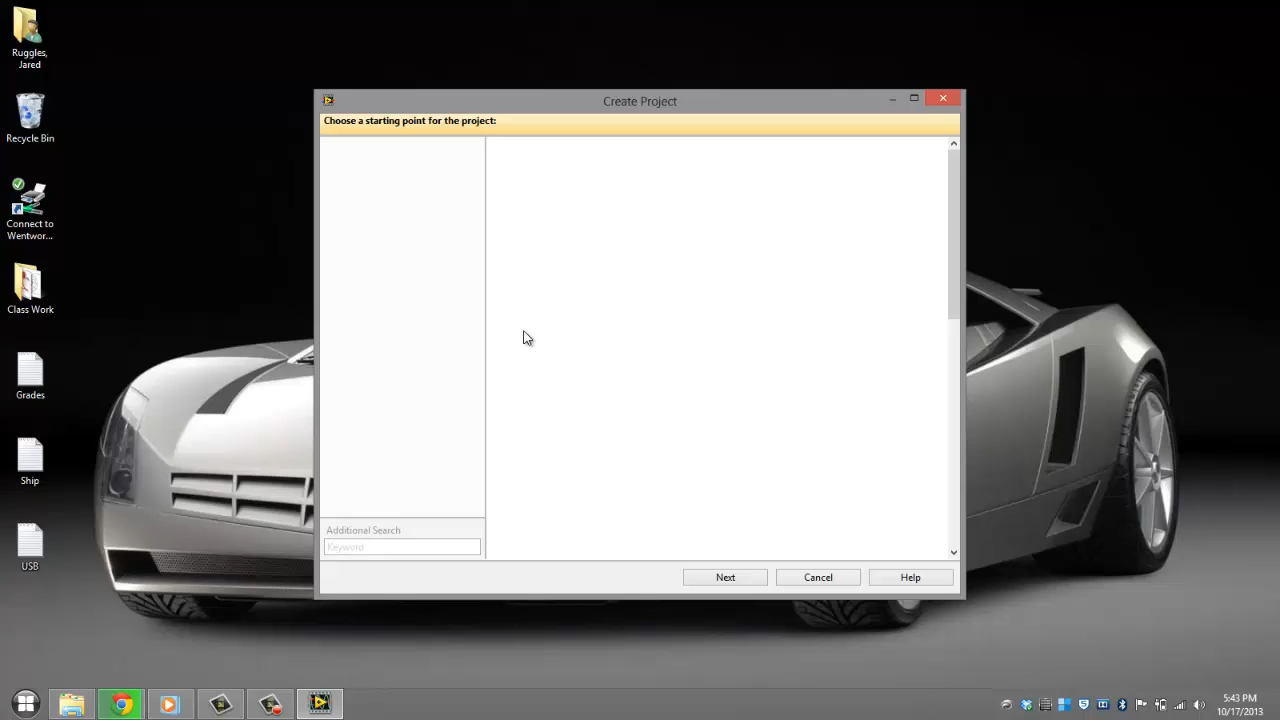 Ruggles,
Jared
Recycle Bin
Connect to
Wentwor...
Class Work
Grades
Ship
USB
Create Project
Choose a starting point for the project:
Additional Search
Keyword
Next
Cancel
Help
5:43 PM
10/17/2013